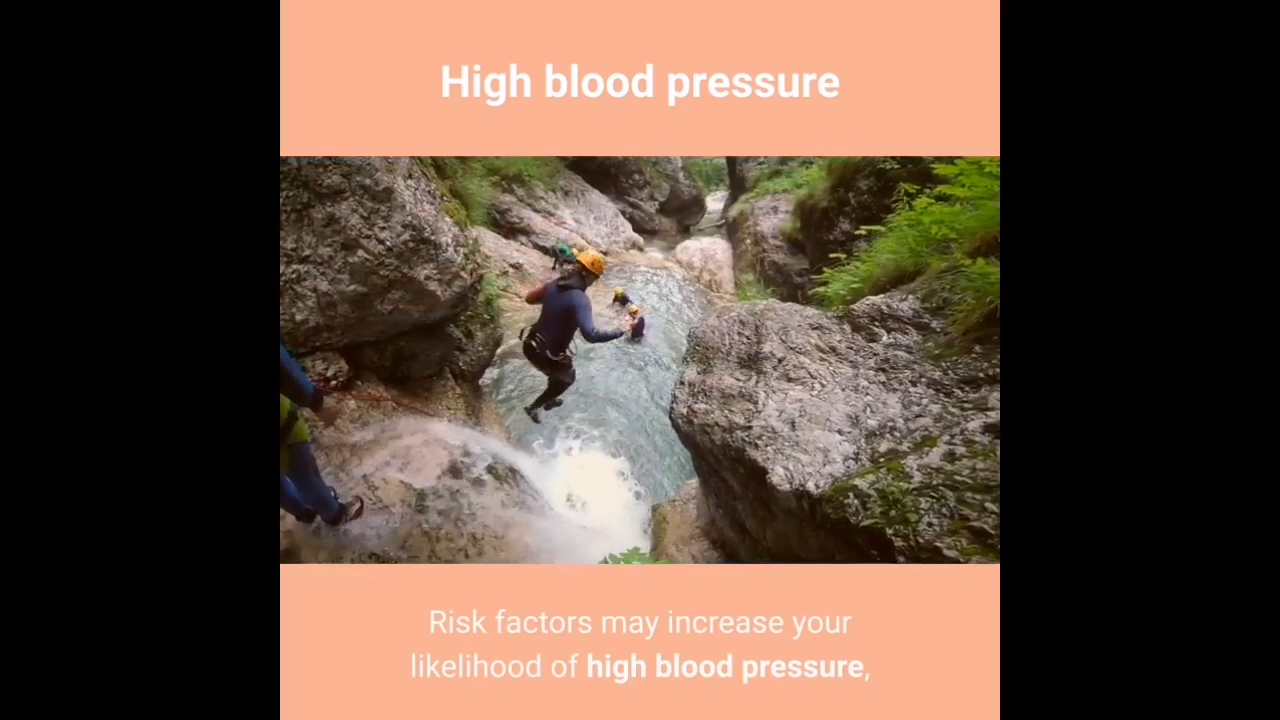 High blood pressure
Risk factors may increase your
likelihood of high blood pressure,